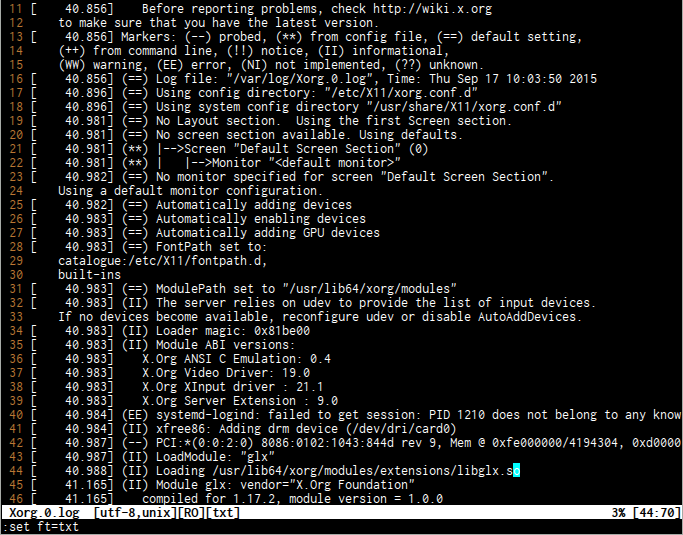 11 [    40.856]    Before reporting problems, check http://wiki.x.org
12    to make sure that you have the latest version.
13 [    40.856] Markers: (--) probed, (**) from config file, (==) default setting,
14    (++) from command line, (!!) notice, (II) informational,
15    (WW) warning, (EE) error, (NI) not implemented, (??) unknown.
16 [    40.856] (==) Log file: "/var/log/Xorg.0.log", Time: Thu Sep 17 10:03:50 2015
17 [    40.896] (==) Using config directory: "/etc/X11/xorg.conf.d"
18 [    40.896] (==) Using system config directory "/usr/share/X11/xorg.conf.d"
19 [    40.981] (==) No Layout section.  Using the first Screen section.
20 [    40.981] (==) No screen section available. Using defaults.
21 [    40.981] (**) |-->Screen "Default Screen Section" (0)
22 [    40.981] (**) |   |-->Monitor "<default monitor>"
23 [    40.982] (==) No monitor specified for screen "Default Screen Section".
24    Using a default monitor configuration.
25 [    40.982] (==) Automatically adding devices
26 [    40.983] (==) Automatically enabling devices
27 [    40.983] (==) Automatically adding GPU devices
28 [    40.983] (==) FontPath set to:
29    catalogue:/etc/X11/fontpath.d,
30    built-ins
31 [    40.983] (==) ModulePath set to "/usr/lib64/xorg/modules"
32 [    40.983] (II) The server relies on udev to provide the list of input devices.
33    If no devices become available, reconfigure udev or disable AutoAddDevices.
34 [    40.983] (II) Loader magic: 0x81be00
35 [    40.983] (II) Module ABI versions:
36 [    40.983]    X.Org ANSI C Emulation: 0.4
37 [    40.983]    X.Org Video Driver: 19.0
38 [    40.983]    X.Org XInput driver : 21.1
39 [    40.983]    X.Org Server Extension : 9.0
40 [    40.984] (EE) systemd-logind: failed to get session: PID 1210 does not belong to any know
41 [    40.984] (II) xfree86: Adding drm device (/dev/dri/card0)
42 [    40.987] (--) PCI:*(0:0:2:0) 8086:0102:1043:844d rev 9, Mem @ 0xfe000000/4194304, 0xd0000
43 [    40.987] (II) LoadModule: "glx"
44 [    40.988] (II) Loading /usr/lib64/xorg/modules/extensions/libglx.so
45 [    41.165] (II) Module glx: vendor="X.Org Foundation"
46 [    41.165]    compiled for 1.17.2, module version = 1.0.0
Xorg.0.log  [utf-8,unix][RO][txt]    3% [44:70]
:set ft=txt